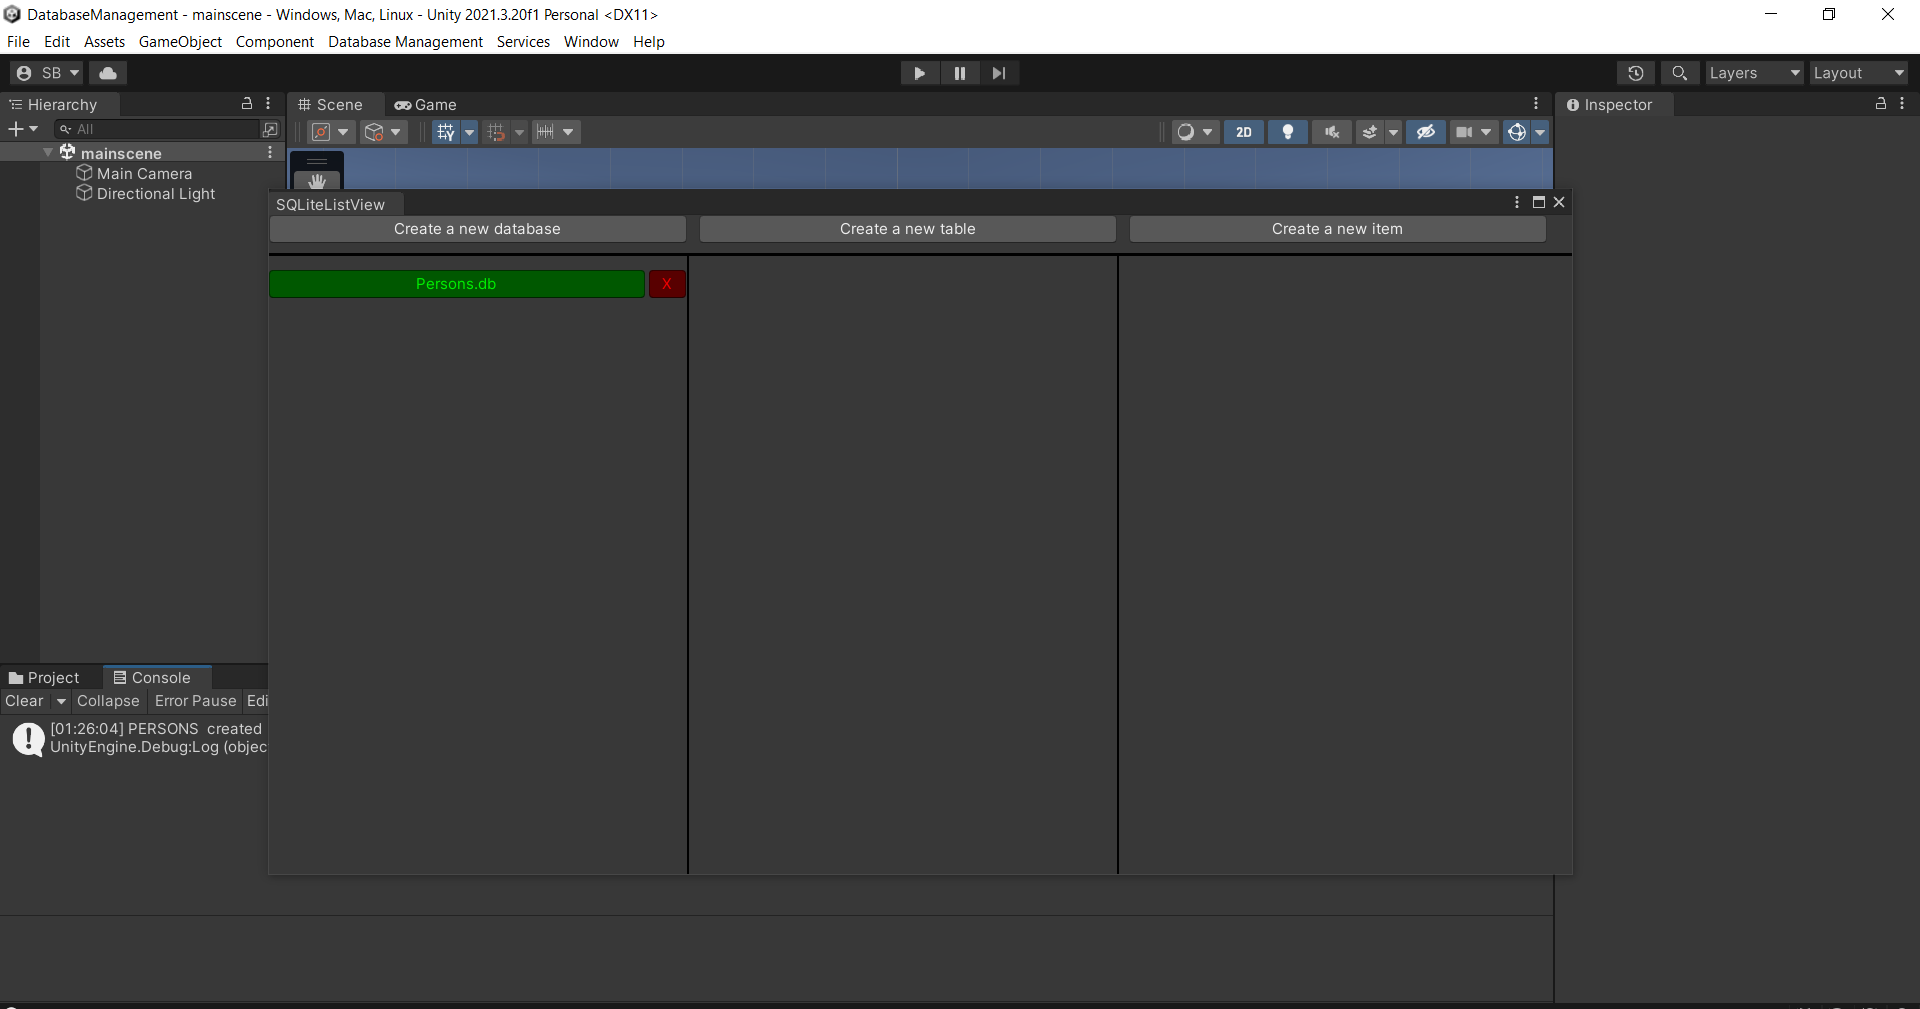 DatabaseManagement - mainscene - Windows, Mac, Linux - Unity 2021.3.20f1 Personal <DX11>
File Edit Assets GameObject Component Database Management Services Window Help
SB Layers Layout
Hierarchy Scene Game Inspector
All 2D
mainscene
Main Camera
Directional Light
SQLiteListView
Create a new database Create a new table Create a new item
Persons.db X
Project Console
Clear Collapse Error Pause Edi
[01:26:04] PERSONS created
UnityEngine.Debug:Log (objec